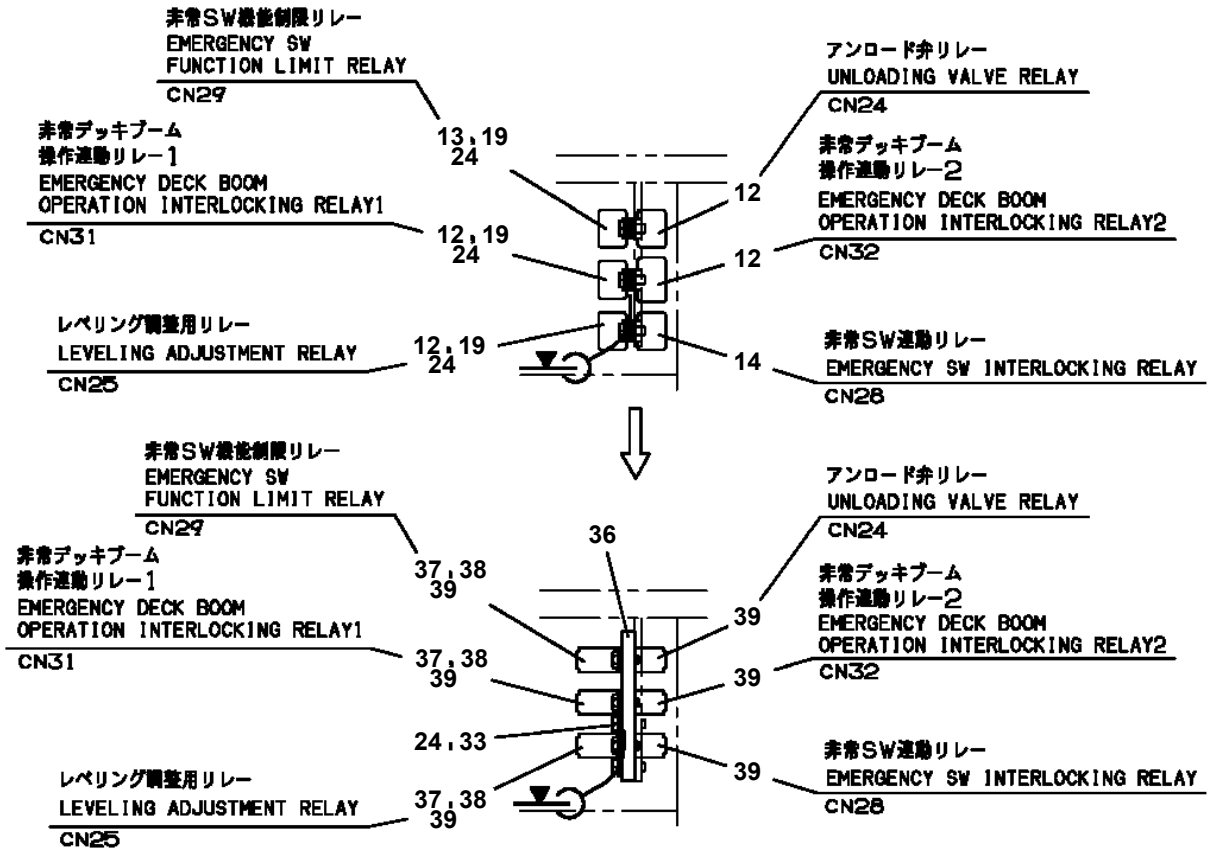 非常SW機能制限リレー
EMERGENCY SW
FUNCTION LIMIT RELAY
CN29
13,19
24
非常デッキブーム
操作連動リレー1
EMERGENCY DECK BOOM
OPERATION INTERLOCKING RELAY1
CN31
12,19
24
レベリング調整用リレー
LEVELING ADJUSTMENT RELAY
CN25
12,19
24
アンロード弁リレー
UNLOADING VALVE RELAY
CN24
12
非常デッキブーム
操作連動リレー2
EMERGENCY DECK BOOM
OPERATION INTERLOCKING RELAY2
CN32
12
非常SW連動リレー
EMERGENCY SW INTERLOCKING RELAY
CN28
14
非常SW機能制限リレー
EMERGENCY SW
FUNCTION LIMIT RELAY
CN29
37,38
39
非常デッキブーム
操作連動リレー1
EMERGENCY DECK BOOM
OPERATION INTERLOCKING RELAY1
CN31
37,38
39
24,33
レベリング調整用リレー
LEVELING ADJUSTMENT RELAY
CN25
37,38
39
36
アンロード弁リレー
UNLOADING VALVE RELAY
CN24
39
非常デッキブーム
操作連動リレー2
EMERGENCY DECK BOOM
OPERATION INTERLOCKING RELAY2
CN32
39
非常SW連動リレー
EMERGENCY SW INTERLOCKING RELAY
CN28
39